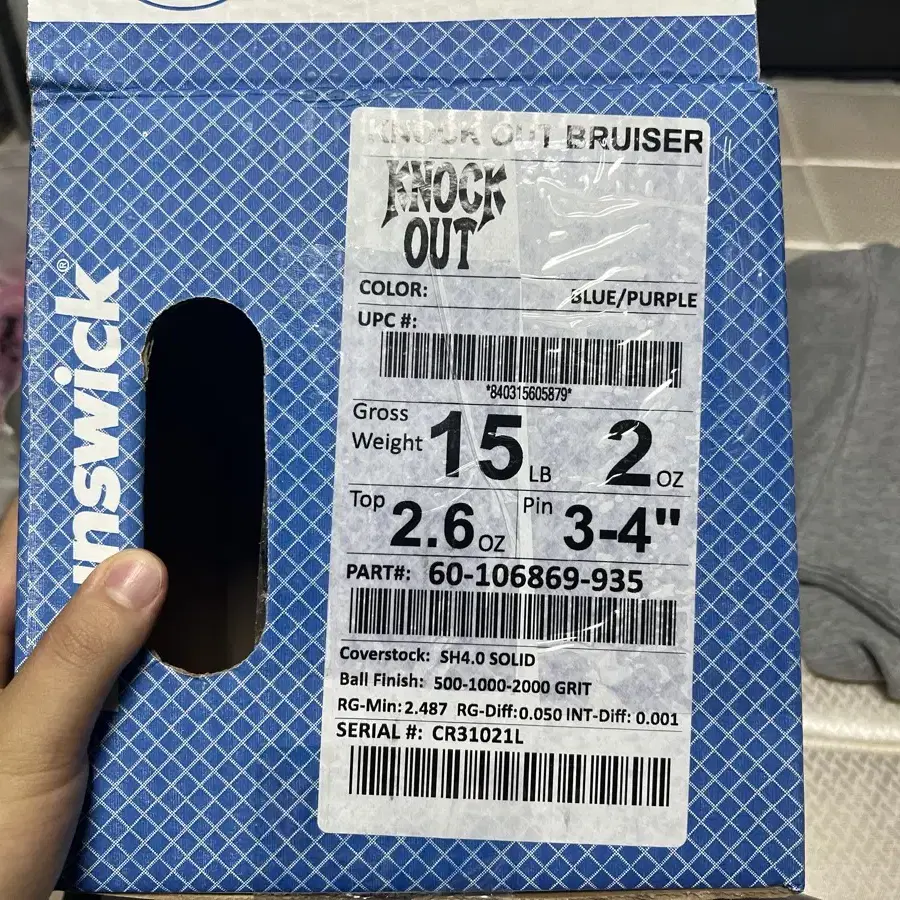 KNOCK OUT BRUISER
KNOCK
OUT
COLOR: BLUE/PURPLE
UPC #:
*840315605879*
Gross
Weight 15 LB 2 OZ
Top 2.6 OZ Pin 3-4"
PART#: 60-106869-935
Coverstock: SH4.0 SOLID
Ball Finish: 500-1000-2000 GRIT
RG-Min: 2.487 RG-Diff: 0.050 INT-Diff: 0.001
SERIAL #: CR31021L
unswick®